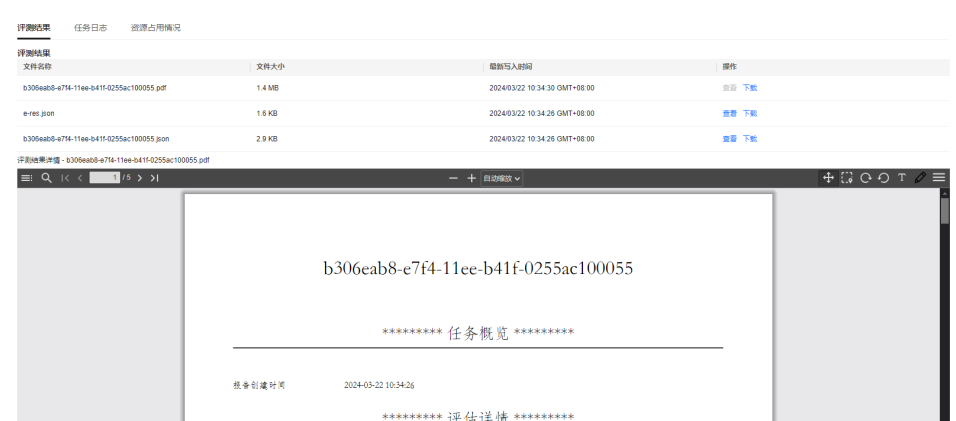 评测结果 任务日志 资源占用情况
评测结果
文件名称 文件大小 最新写入时间 操作
b306eab8-e7f4-11ee-b41f-0255ac100055.pdf 1.4 MB 2024/03/22 10:34:30 GMT+08:00 查看 下载
e-res.json 1.6 KB 2024/03/22 10:34:26 GMT+08:00 查看 下载
b306eab8-e7f4-11ee-b41f-0255ac100055.json 2.9 KB 2024/03/22 10:34:26 GMT+08:00 查看 下载
评测结果详情 - b306eab8-e7f4-11ee-b41f-0255ac100055.pdf
1 / 5 自动缩放
b306eab8-e7f4-11ee-b41f-0255ac100055
********* 任务概览 *********
报告创建时间 2024-03-22 10:34:26
********* 评估详情 *********